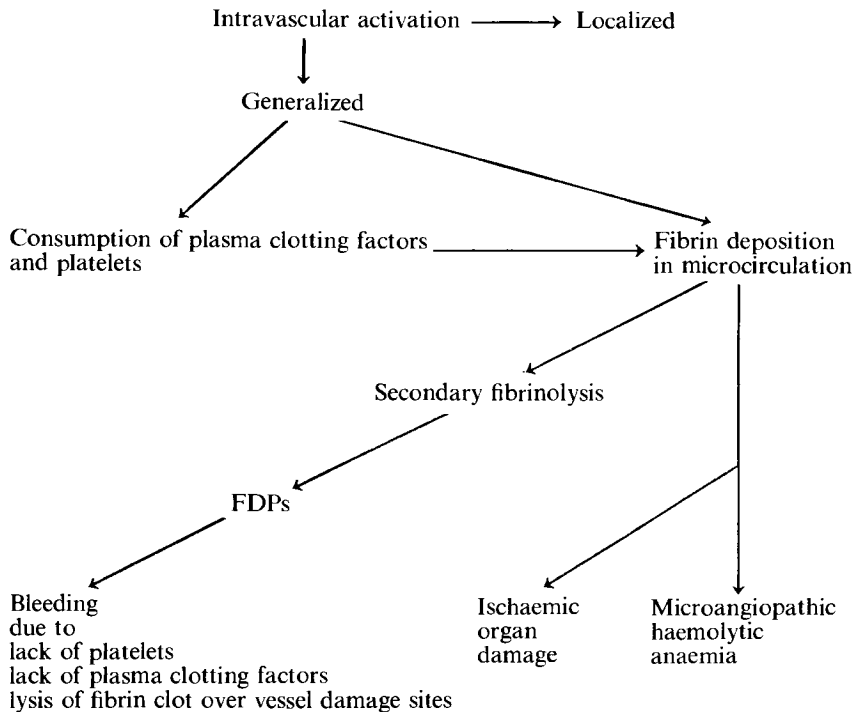 Intravascular activation
Localized
Generalized
Consumption of plasma clotting factors
and platelets
Fibrin deposition
in microcirculation
Secondary fibrinolysis
FDPs
Bleeding
due to
lack of platelets
lack of plasma clotting factors
lysis of fibrin clot over vessel damage sites
Ischaemic
organ
damage
Microangiopathic
haemolytic
anaemia